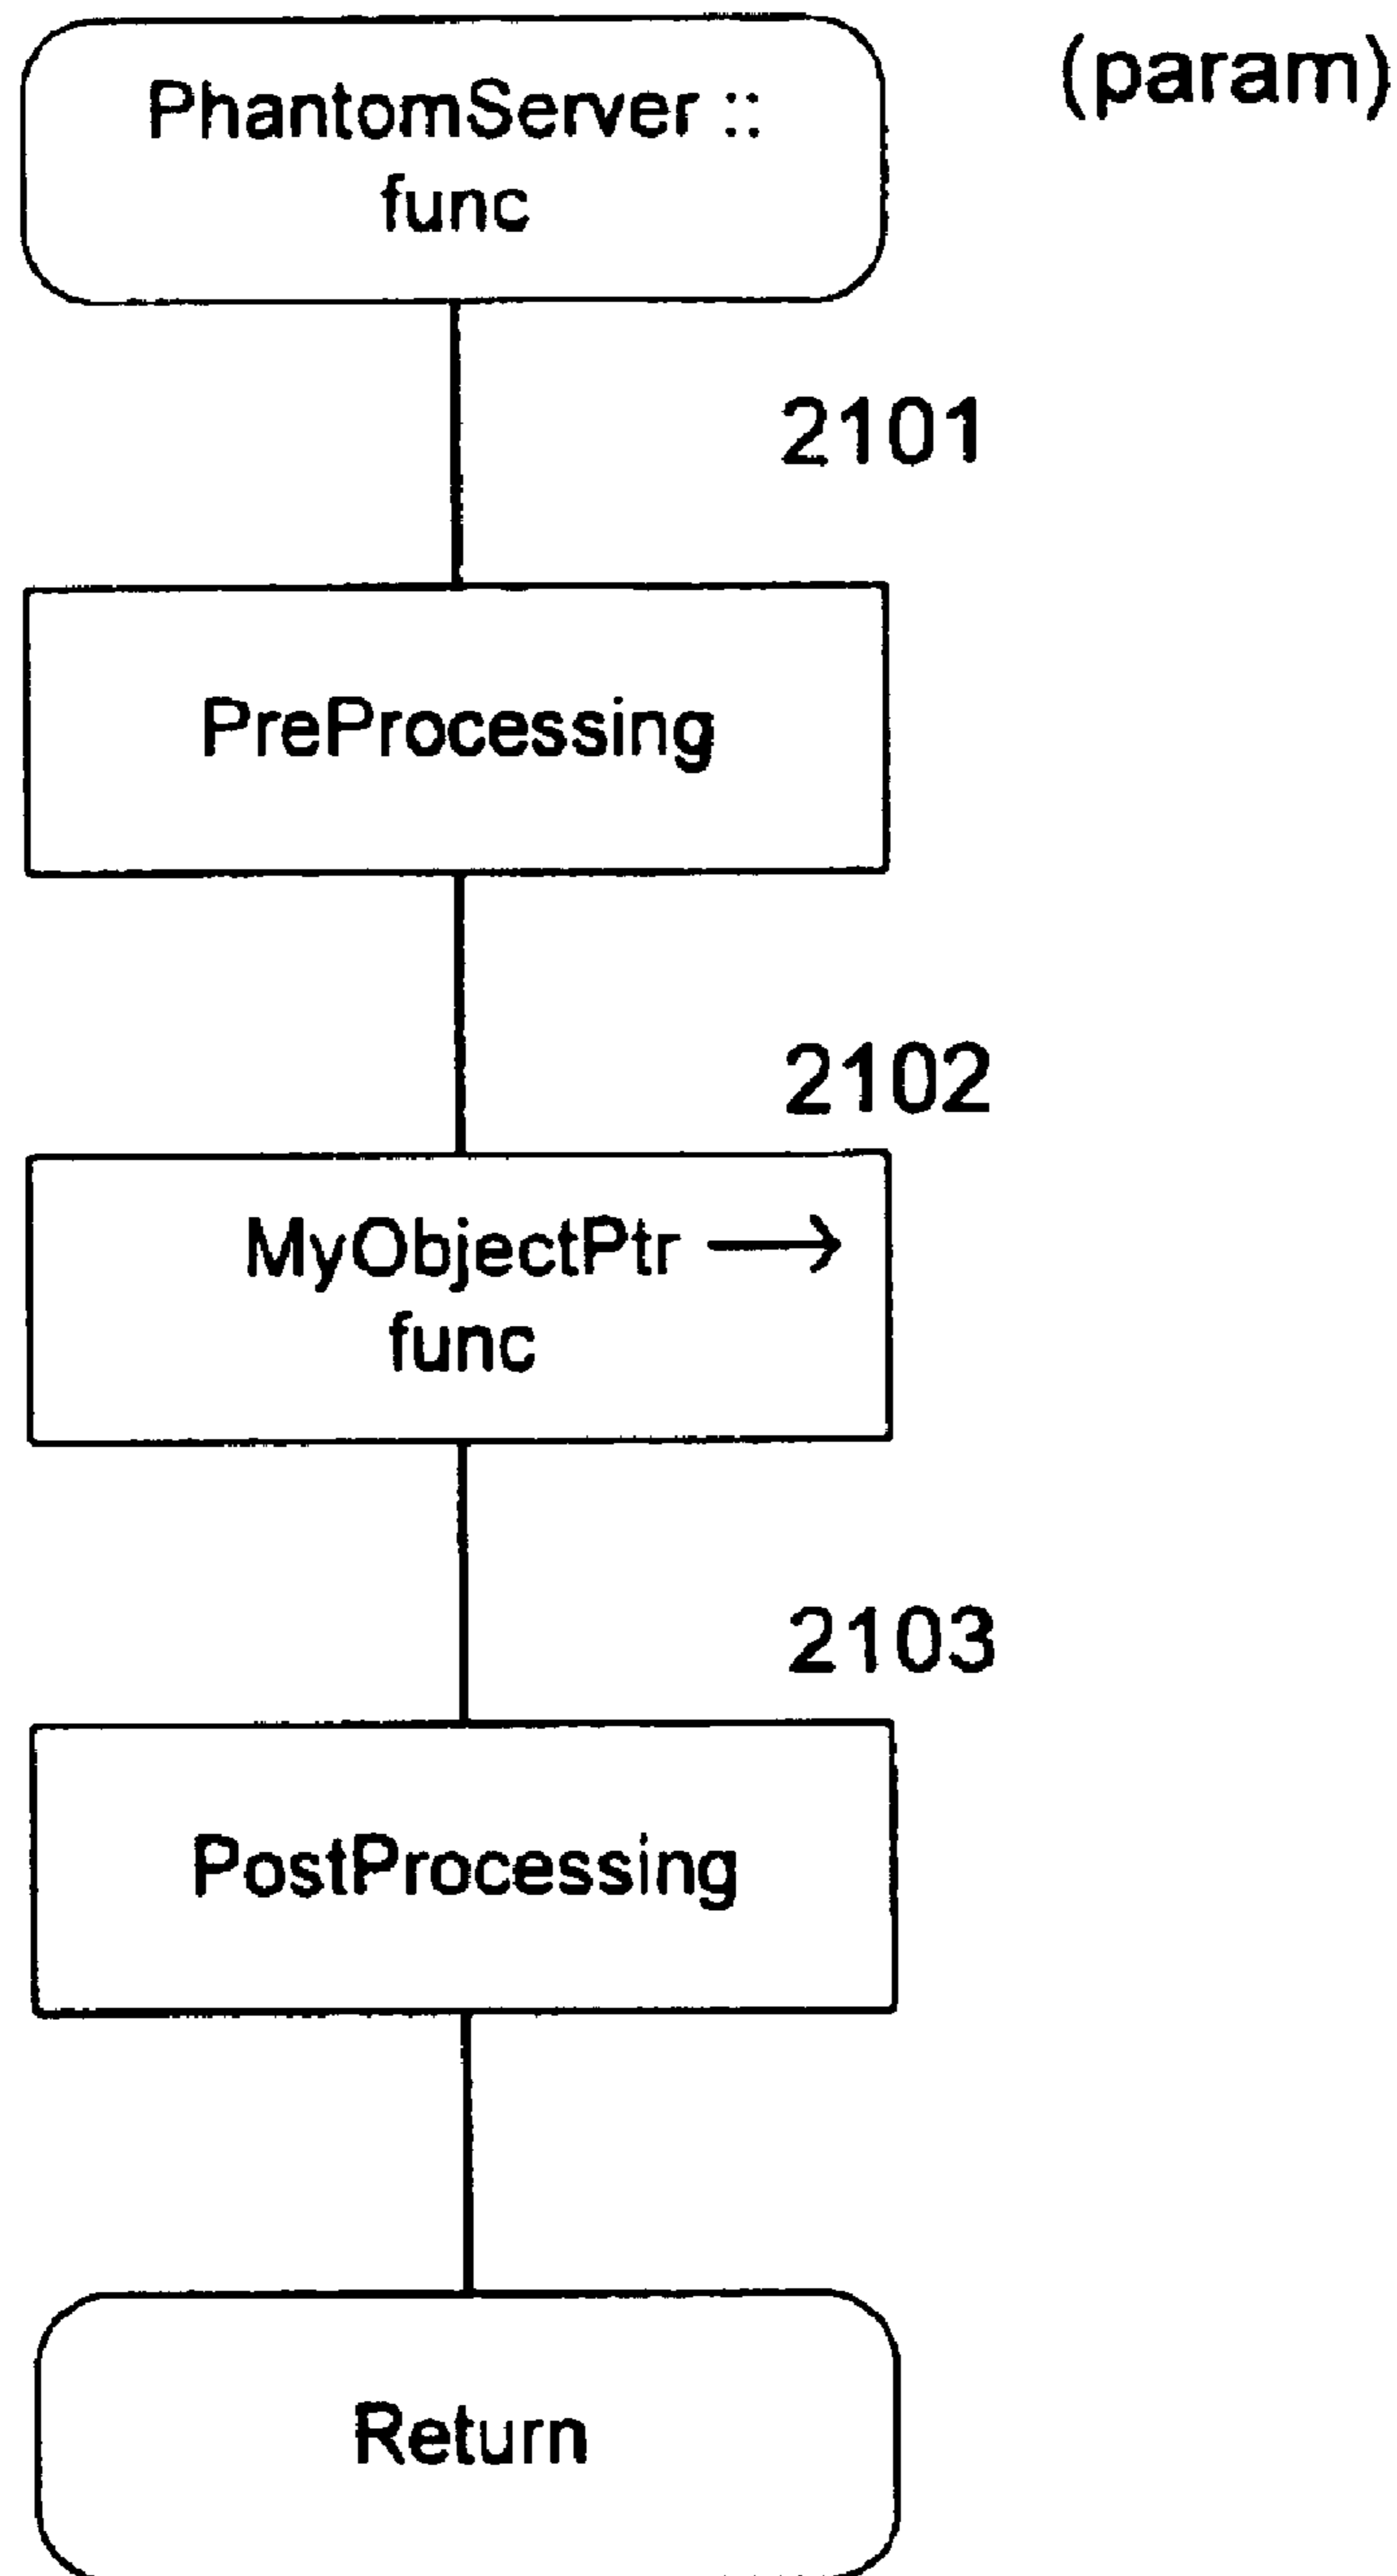 PhantomServer ::
func
(param)
2101
PreProcessing
2102
MyObjectPtr →
func
2103
PostProcessing
Return